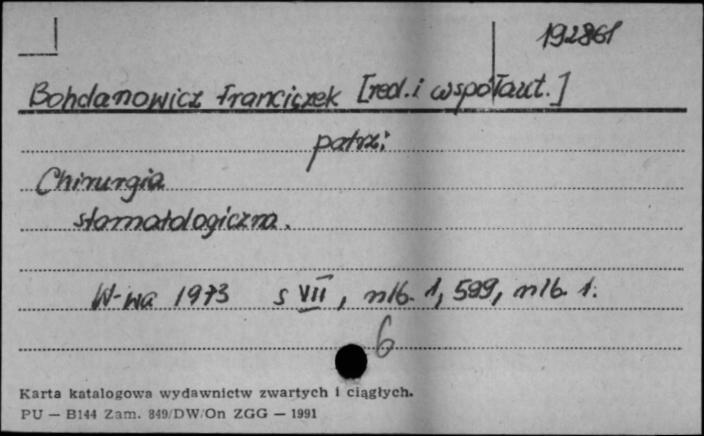 192861
Bohdanowicz Franciszek [red. i współaut.]
patrz:
Chirurgia
stomatologiczna.
W-wa 1973 s VII, nlb. 1, 599, nlb. 1.
6
Karta katalogowa wydawnictw zwartych i ciągłych.
PU — B144 Zam. 849/DW/On ZGG — 1991